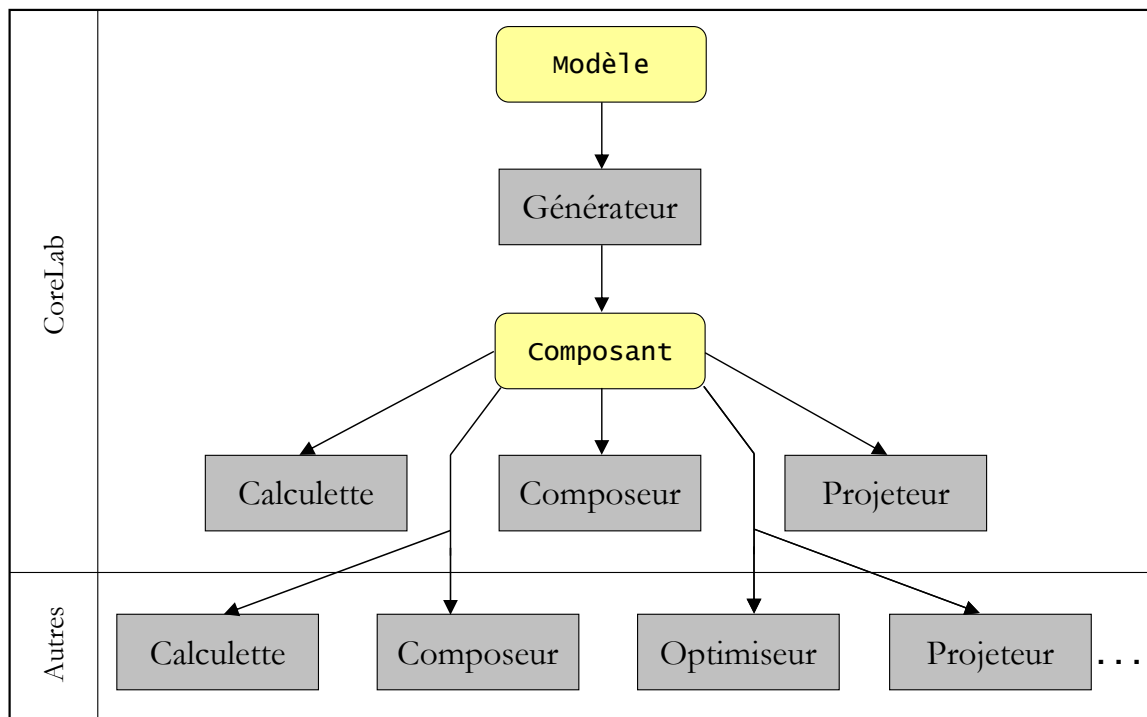 Modèle
Générateur
CoreLab
Composant
Calculette Composeur Projeteur
Autres
Calculette Composeur Optimiseur Projeteur ...